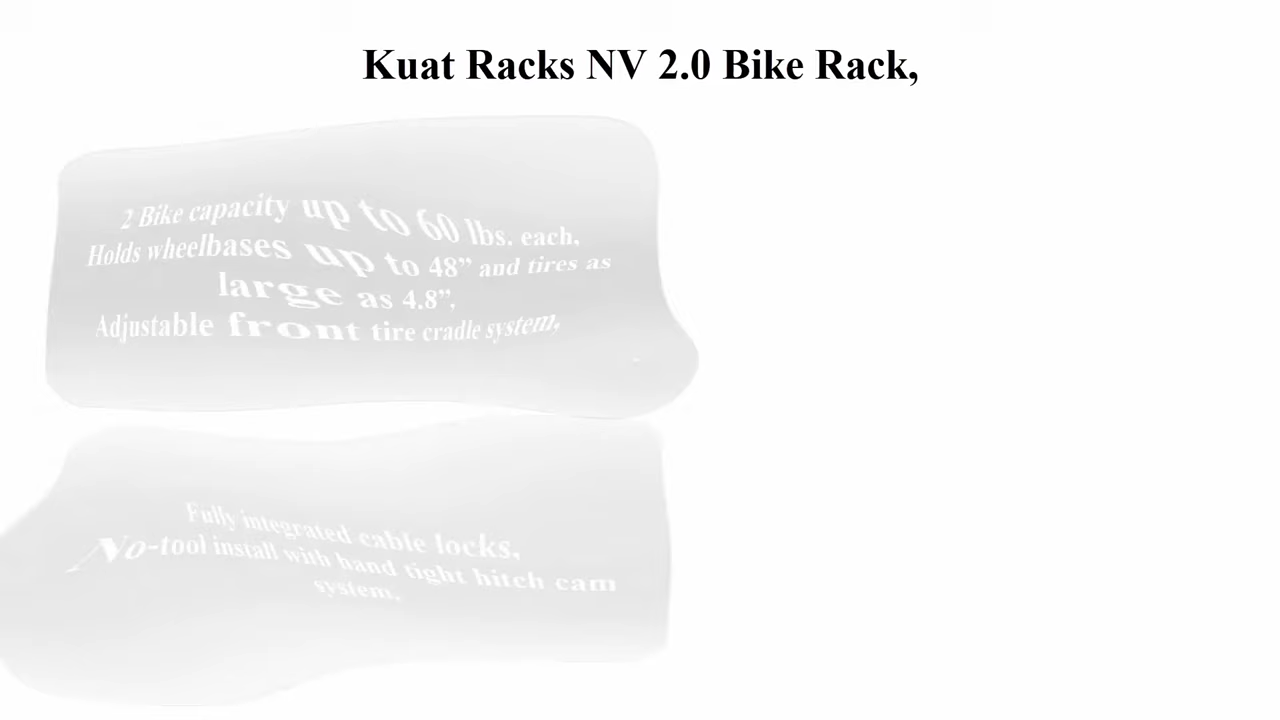 Kuat Racks NV 2.0 Bike Rack,
2 Bike capacity up to 60 lbs. each,
Holds wheelbases up to 48” and tires as
large as 4.8”,
Adjustable front tire cradle system,
Fully integrated cable locks,
No-tool install with hand tight hitch cam
system.